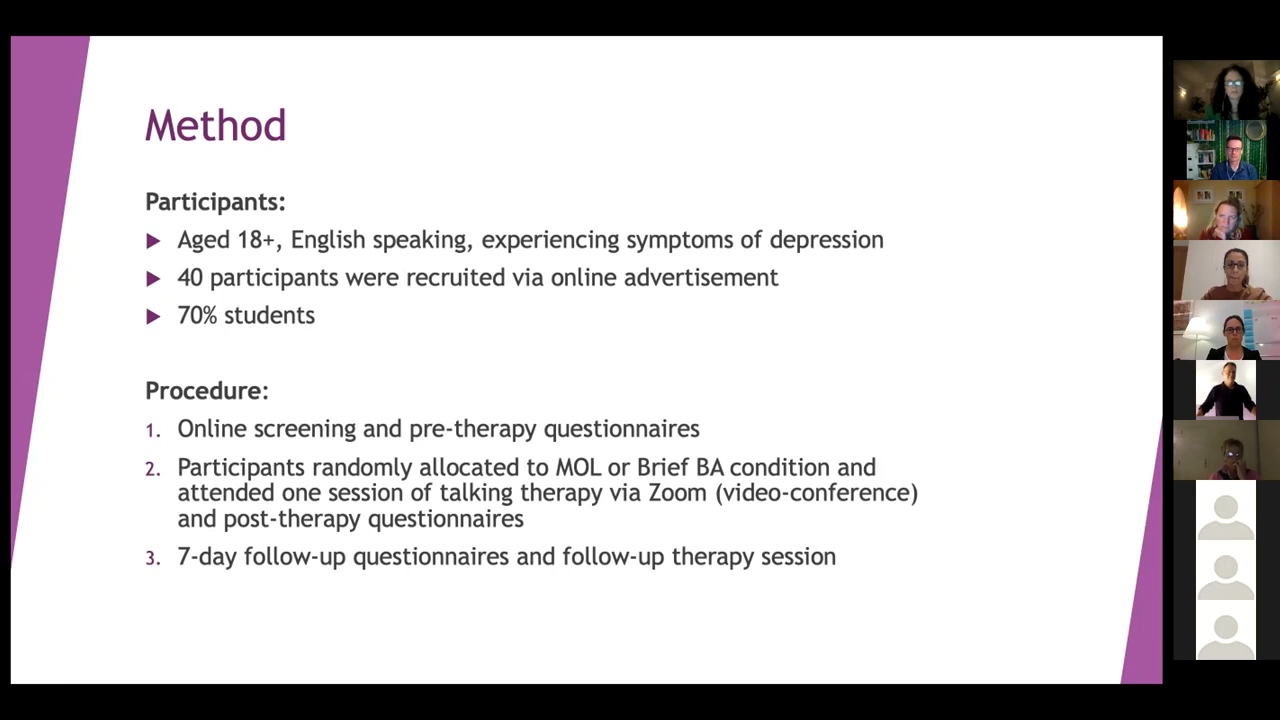 Method
Participants:
Aged 18+, English speaking, experiencing symptoms of depression
40 participants were recruited via online advertisement
70% students
Procedure:
1. Online screening and pre-therapy questionnaires
2. Participants randomly allocated to MOL or Brief BA condition and
attended one session of talking therapy via Zoom (video-conference)
and post-therapy questionnaires
3. 7-day follow-up questionnaires and follow-up therapy session